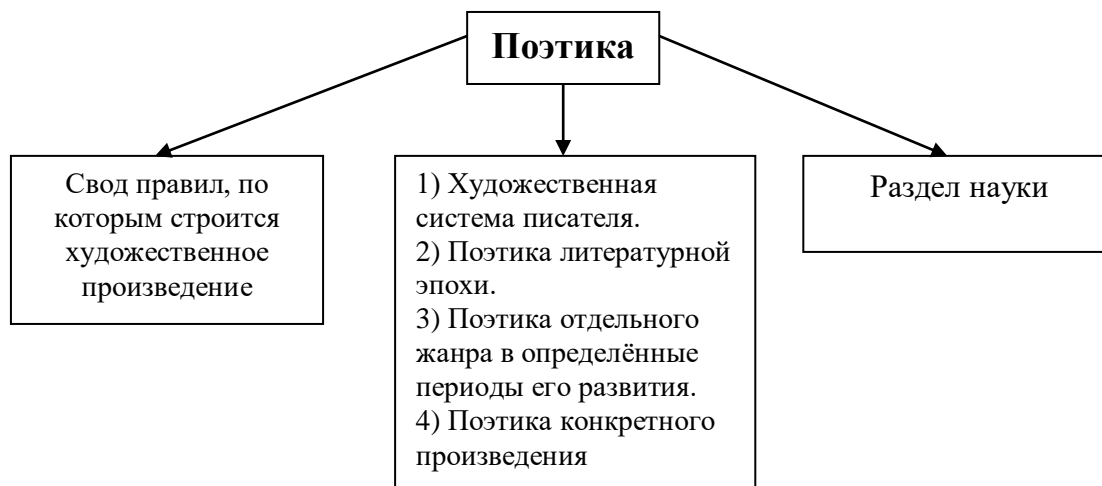 Поэтика
Свод правил, по
которым строится
художественное
произведение
1) Художественная
система писателя.
2) Поэтика литературной
эпохи.
3) Поэтика отдельного
жанра в определённые
периоды его развития.
4) Поэтика конкретного
произведения
Раздел науки